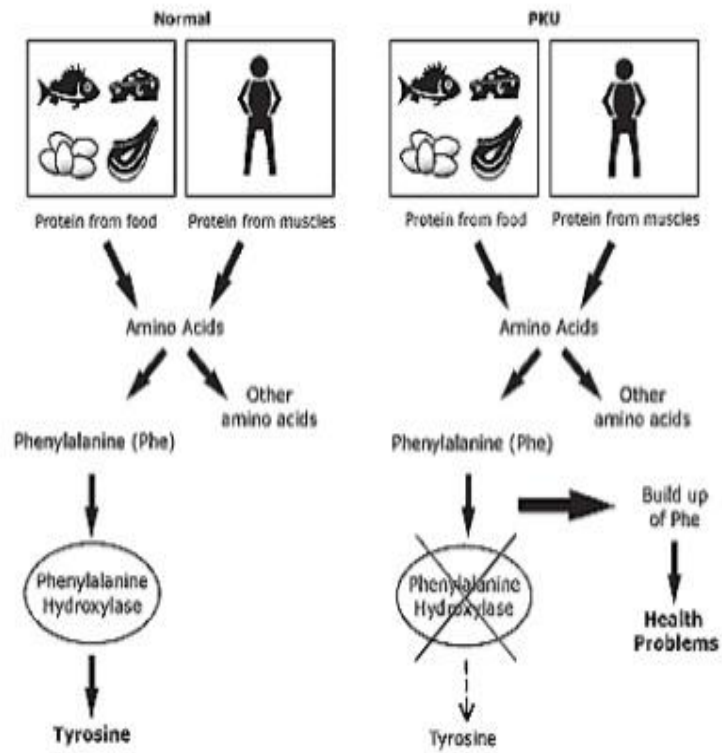 Normal
Protein from food
Protein from muscles
Amino Acids
Other
amino acids
Phenylalanine (Phe)
Phenylalanine
Hydroxylase
Tyrosine
PKU
Protein from food
Protein from muscles
Amino Acids
Other
amino acids
Phenylalanine (Phe)
Build up
of Phe
Phenylalanine
Hydroxylase
Health
Problems
Tyrosine